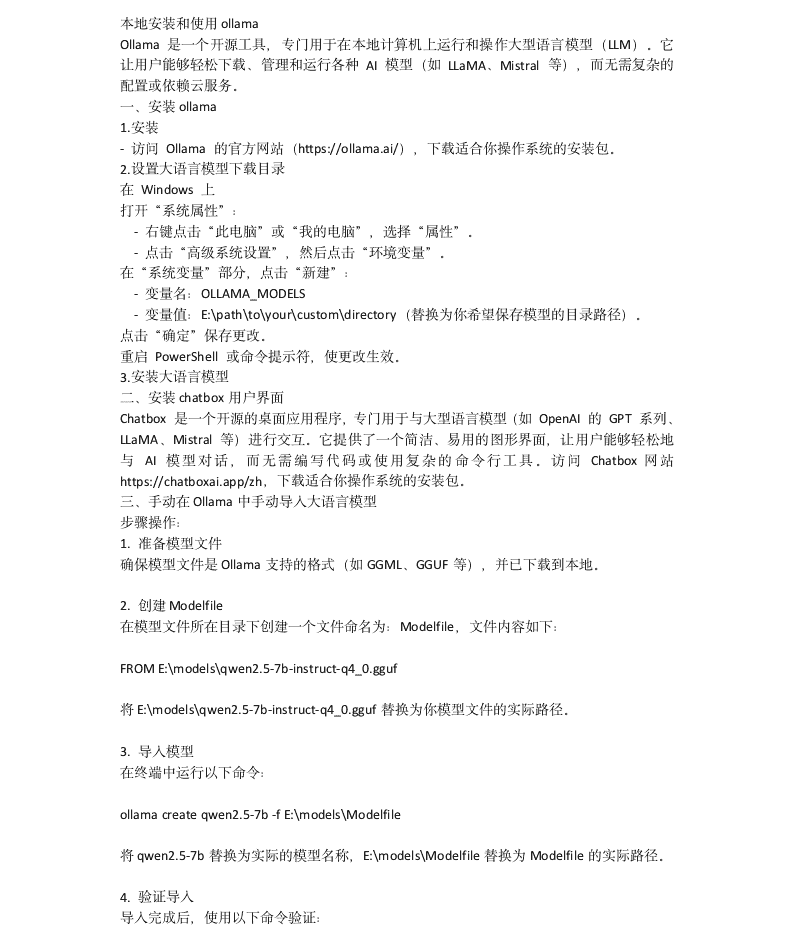 本地安装和使用 ollama
Ollama 是一个开源工具，专门用于在本地计算机上运行和操作大型语言模型（LLM）。它
让用户能够轻松下载、管理和运行各种 AI 模型（如 LLaMA、Mistral 等），而无需复杂的
配置或依赖云服务。
一、安装 ollama
1.安装
- 访问 Ollama 的官方网站（https://ollama.ai/），下载适合你操作系统的安装包。
2.设置大语言模型下载目录
在 Windows 上
打开“系统属性”：
- 右键点击“此电脑”或“我的电脑”，选择“属性”。
- 点击“高级系统设置”，然后点击“环境变量”。
在“系统变量”部分，点击“新建”：
- 变量名：OLLAMA_MODELS
- 变量值：E:\path\to\your\custom\directory（替换为你希望保存模型的目录路径）。
点击“确定”保存更改。
重启 PowerShell 或命令提示符，使更改生效。
3.安装大语言模型
二、安装 chatbox 用户界面
Chatbox 是一个开源的桌面应用程序，专门用于与大型语言模型（如 OpenAI 的 GPT 系列、
LLaMA、Mistral 等）进行交互。它提供了一个简洁、易用的图形界面，让用户能够轻松地
与 AI 模型对话，而无需编写代码或使用复杂的命令行工具。访问 Chatbox 网站
https://chatboxai.app/zh，下载适合你操作系统的安装包。
三、手动在 Ollama 中手动导入大语言模型
步骤操作：
1. 准备模型文件
确保模型文件是 Ollama 支持的格式（如 GGML、GGUF 等），并已下载到本地。
2. 创建 Modelfile
在模型文件所在目录下创建一个文件命名为：Modelfile，文件内容如下：
FROM E:\models\qwen2.5-7b-instruct-q4_0.gguf
将 E:\models\qwen2.5-7b-instruct-q4_0.gguf 替换为你模型文件的实际路径。
3. 导入模型
在终端中运行以下命令：
ollama create qwen2.5-7b -f E:\models\Modelfile
将 qwen2.5-7b 替换为实际的模型名称，E:\models\Modelfile 替换为 Modelfile 的实际路径。
4. 验证导入
导入完成后，使用以下命令验证：